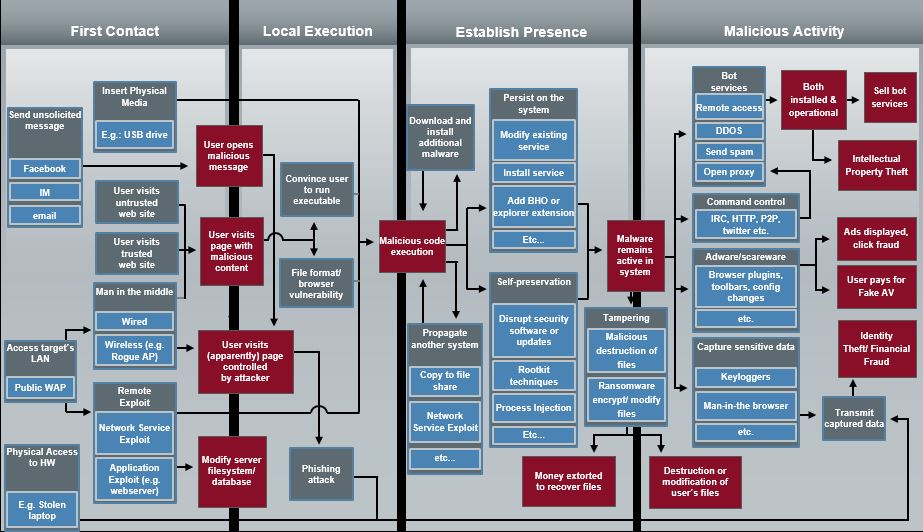 First Contact
Local Execution
Establish Presence
Malicious Activity
Send unsolicited
message
Facebook
IM
email
Insert Physical
Media
E.g.: USB drive
User visits
untrusted
web site
User visits
trusted
web site
Man in the middle
Wired
Wireless (e.g.
Rogue AP)
Access target's
LAN
Public WAP
Remote
Exploit
Network Service
Exploit
Application
Exploit (e.g.
webserver)
Physical Access
to HW
E.g. Stolen
laptop
User opens
malicious
message
User visits
page with
malicious
content
User visits
(apparently) page
controlled
by attacker
Modify server
filesystem/
database
Convince user
to run
executable
File format/
browser
vulnerability
Phishing
attack
Malicious code
execution
Download and
install
additional
malware
Propagate
another system
Copy to file
share
Network
Service Exploit
etc...
Persist on the
system
Modify existing
service
Install service
Add BHO or
explorer extension
Etc...
Self-preservation
Disrupt security
software or
updates
Rootkit
techniques
Process Injection
Etc...
Malware
remains
active in
system
Tampering
Malicious
destruction of
files
Ransomware
encrypt/ modify
files
Money extorted
to recover files
Destruction or
modification of
user's files
Bot
services
Remote access
DDOS
Send spam
Open proxy
Both
installed &
operational
Sell bot
services
Intellectual
Property Theft
Command control
IRC, HTTP, P2P,
twitter etc.
Adware/scareware
Browser plugins,
toolbars, config
changes
etc.
Ads displayed,
click fraud
User pays for
Fake AV
Capture sensitive data
Keyloggers
Man-in-the browser
etc.
Transmit
captured data
Identity
Theft/ Financial
Fraud